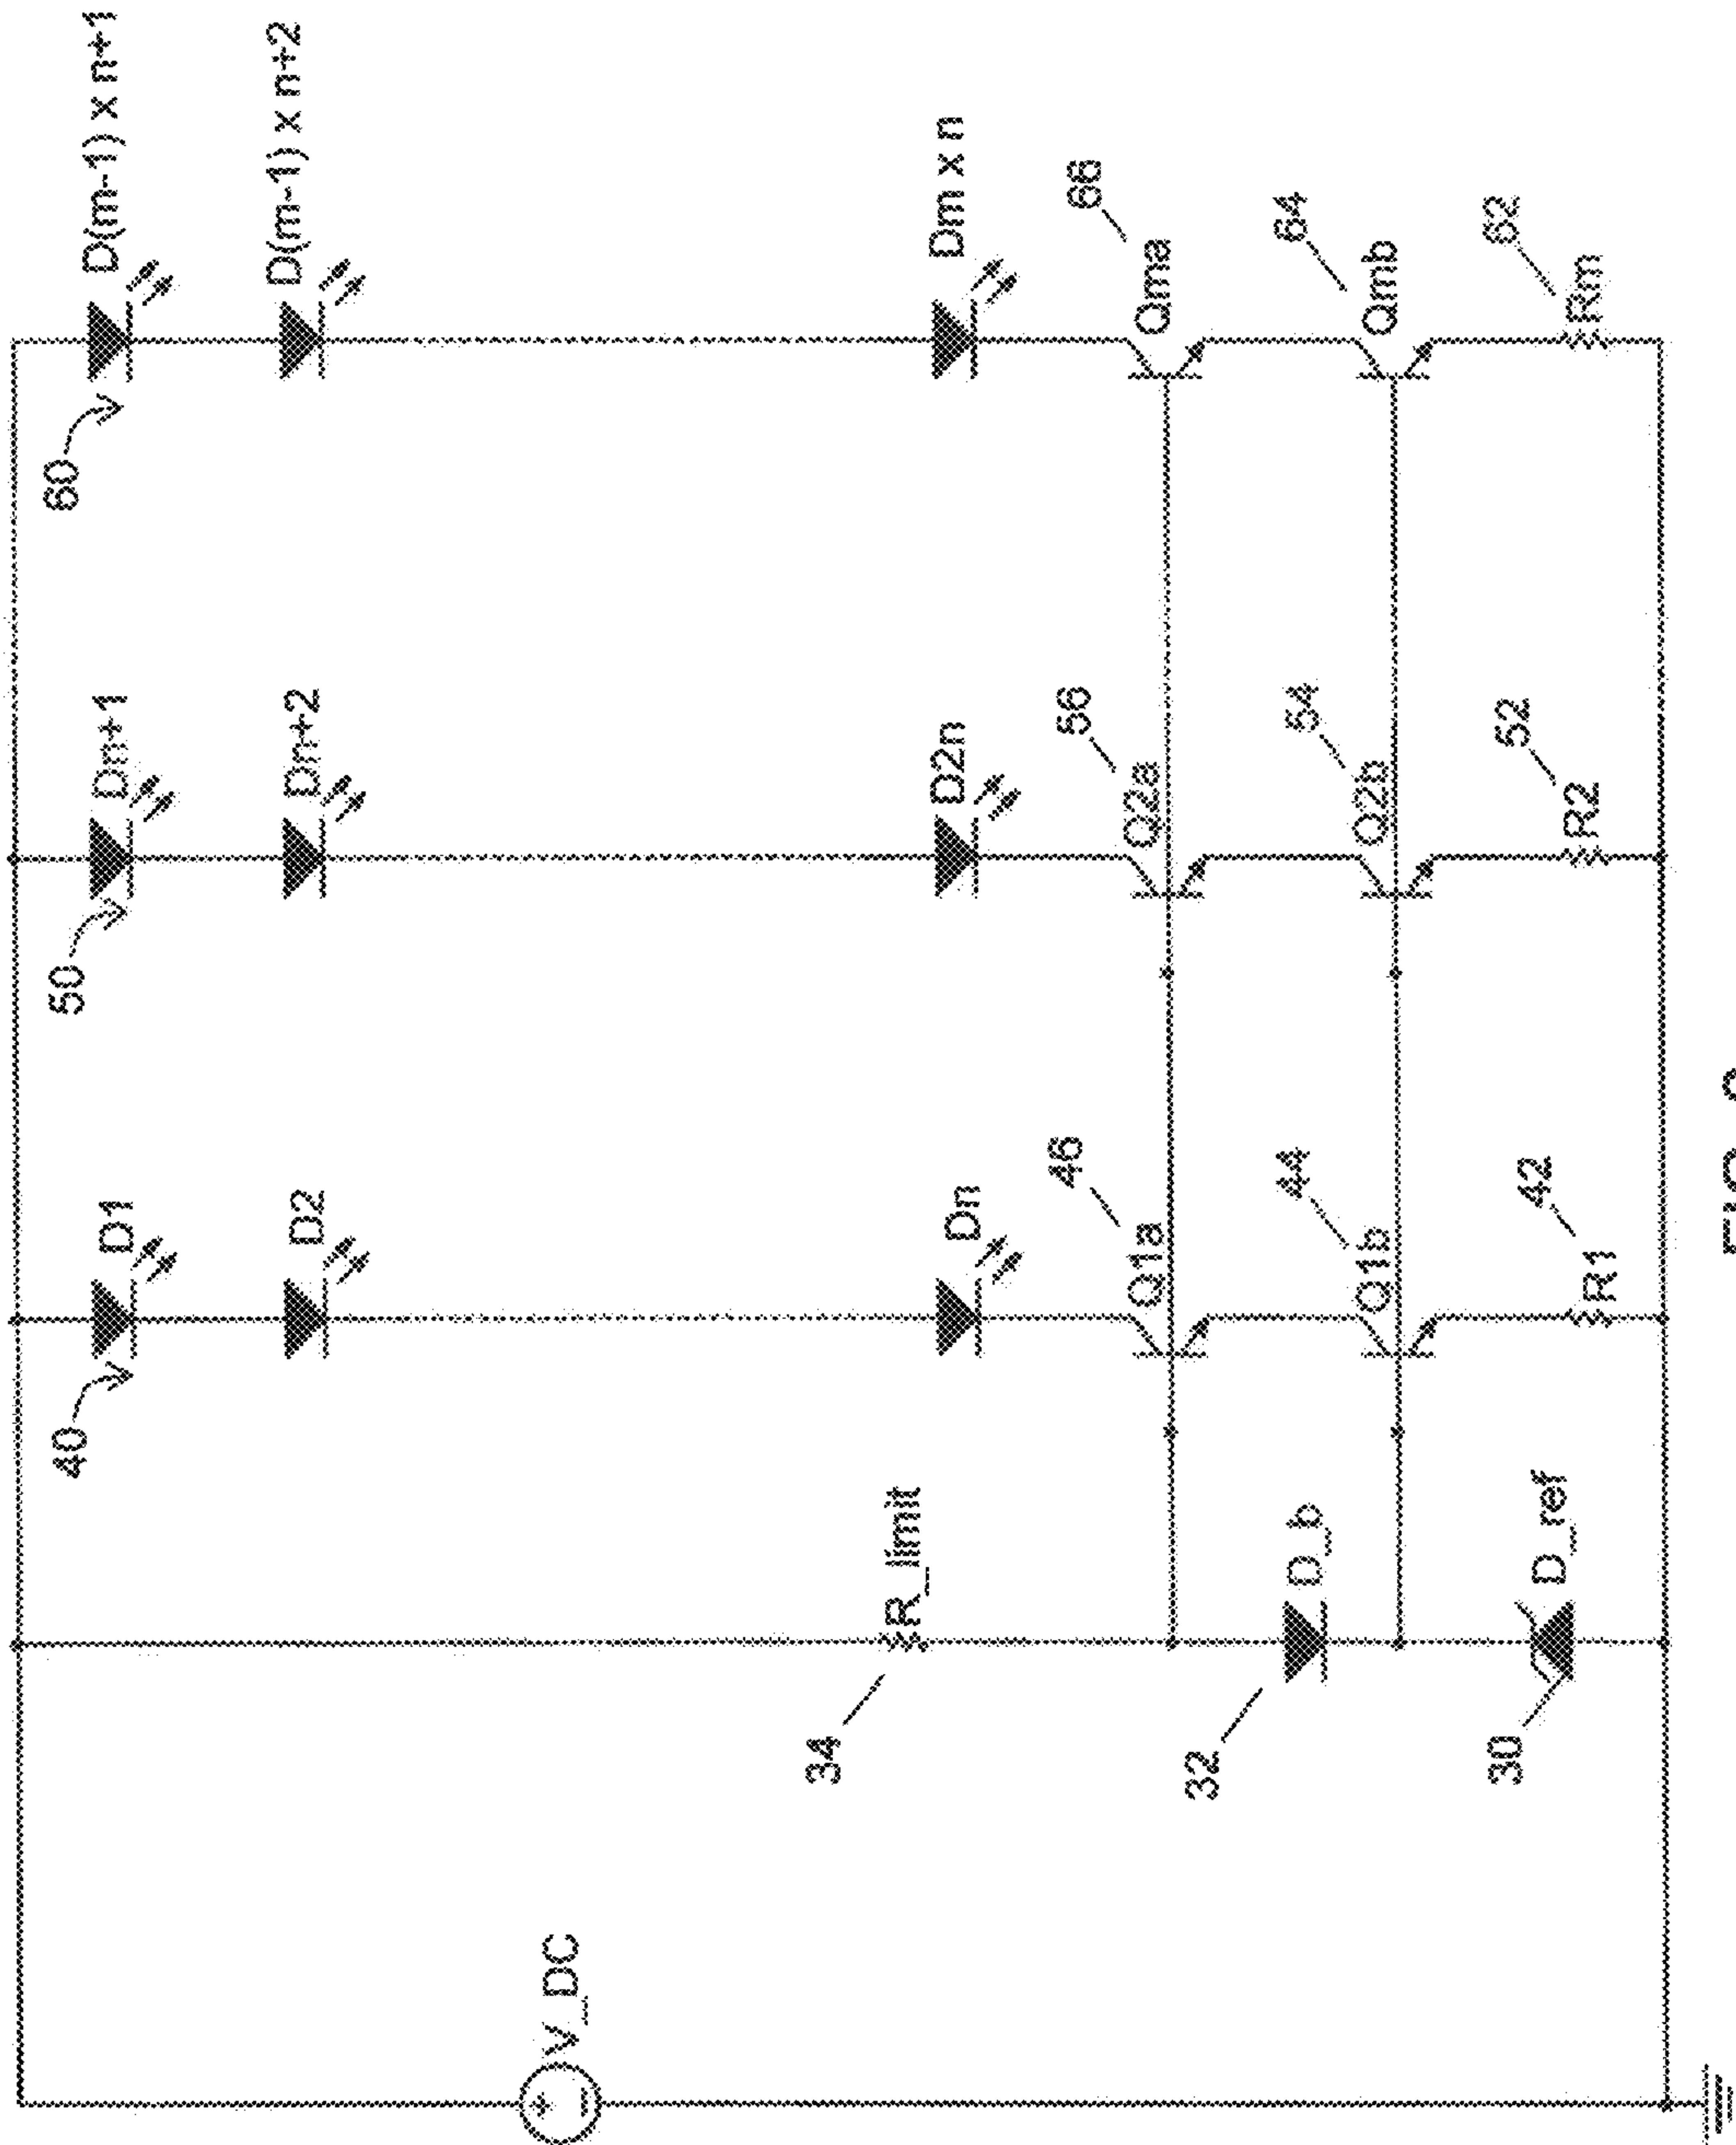 D(m-1) x n+1
D(m-1) x n+2
Dm x n
60
66
Qma
64
Qmb
62
Rm
Dn+1
Dn+2
D2n
50
56
Q2a
54
Q2b
52
R2
D1
D2
Dn
40
46
Q1a
44
Q1b
42
R1
R_limit
34
D_b
32
D_ref
30
V_DC
+
FIG.